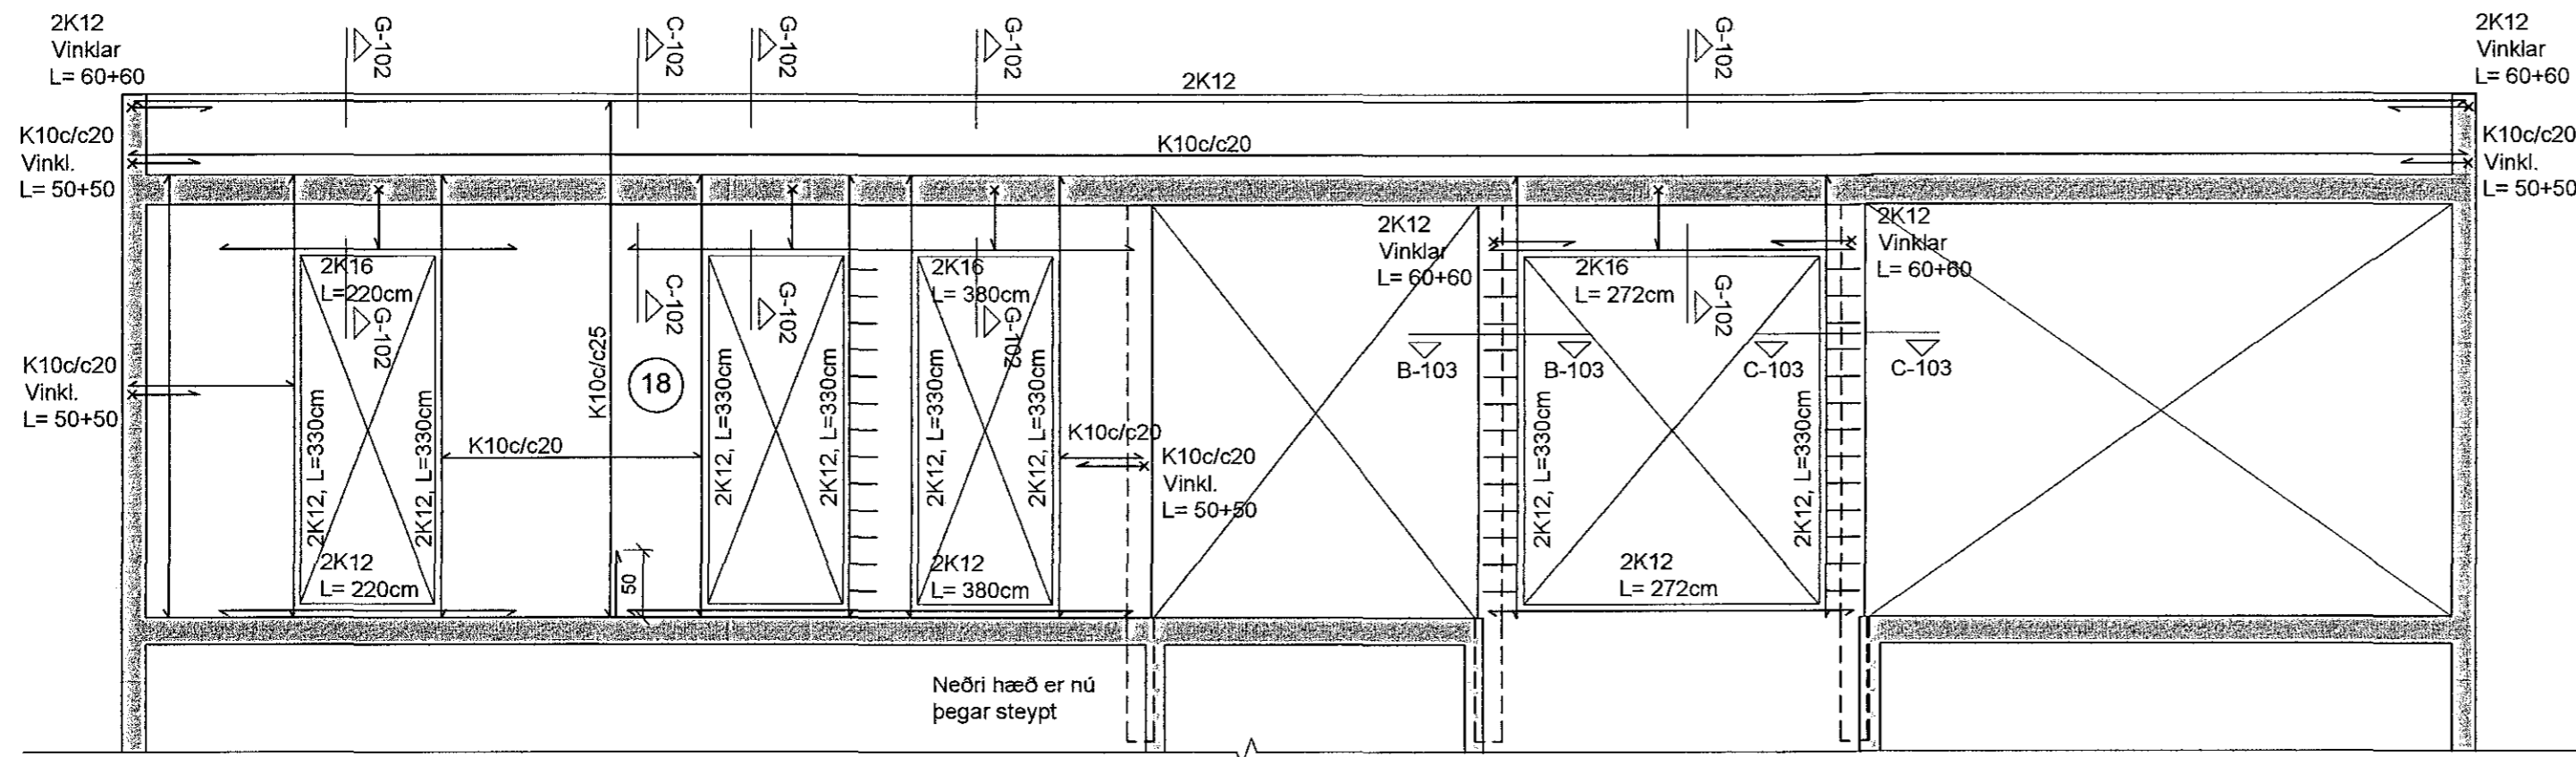 2K12
Vinklar
L= 60+60
G-102
C-102
G-102
G-102
G-102
2K12
Vinklar
L= 60+60
2K12
K10c/c20
Vinkl.
L= 50+50
K10c/c20
K10c/c20
Vinkl.
L= 50+50
2K16
L=220cm
G-102
C-102
G-102
2K16
L= 380cm
G-102
2K12
Vinklar
L= 60+60
2K16
L= 272cm
G-102
2K12
Vinklar
L= 60+60
K10c/c20
Vinkl.
L= 50+50
K10c/c25
18
B-103
B-103
C-103
C-103
2K12, L=330cm
2K12, L=330cm
K10c/c20
2K12, L=330cm
2K12, L=330cm
2K12, L=330cm
2K12, L=330cm
K10c/c20
K10c/c20
Vinkl.
L= 50+50
2K12, L=330cm
2K12, L=330cm
2K12
L= 220cm
50
2K12
L= 380cm
2K12
L= 272cm
Neðri hæð er nú
þegar steypt